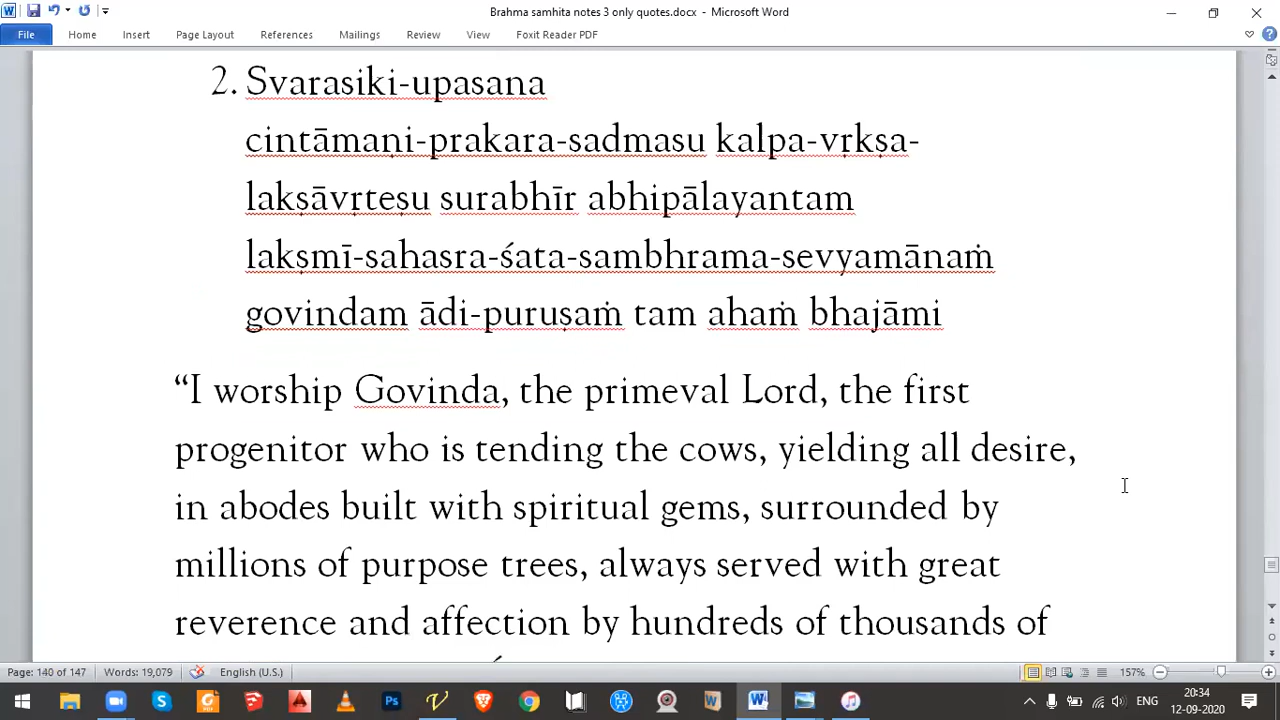 Brahma samhita notes 3 only quotes.docx - Microsoft Word
File Home Insert Page Layout References Mailings Review View Foxit Reader PDF
2. Svarasiki-upasana
cintāmaṇi-prakara-sadmasu kalpa-vṛkṣa-
lakṣāvṛteṣu surabhīr abhipālayantam
lakṣmī-sahasra-śata-sambhrama-sevyamānaṁ
govindam ādi-puruṣaṁ tam ahaṁ bhajāmi
“I worship Govinda, the primeval Lord, the first
progenitor who is tending the cows, yielding all desire,
in abodes built with spiritual gems, surrounded by
millions of purpose trees, always served with great
reverence and affection by hundreds of thousands of
Page: 140 of 147 Words: 19,079 English (U.S.) 157%
ENG 20:34
12-09-2020